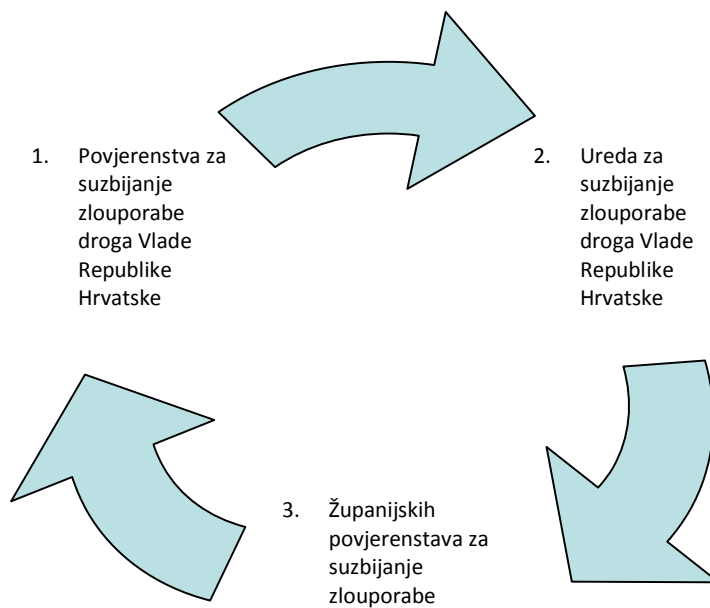 1. Povjerenstva za
suzbijanje
zlouporabe
droga Vlade
Republike
Hrvatske
2. Ureda za
suzbijanje
zlouporabe
droga Vlade
Republike
Hrvatske
3. Županijskih
povjerenstava za
suzbijanje
zlouporabe